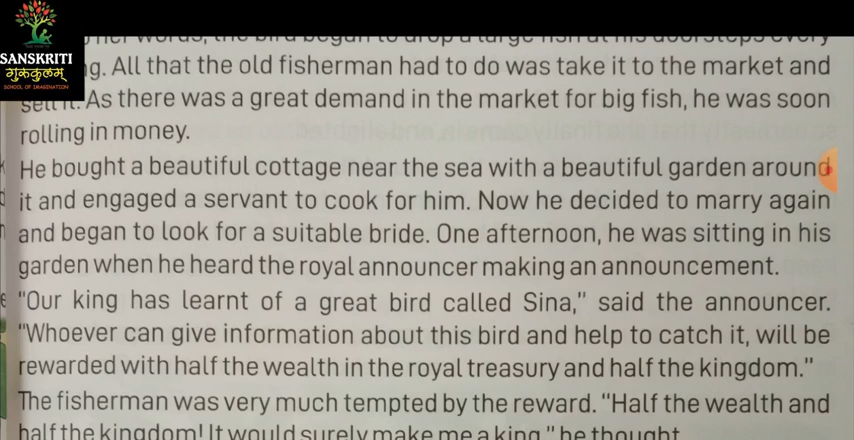 SANSKRITI
गुरुकुलम्
SCHOOL OF IMAGINATION
her words, the bird began to drop a large fish at his doorsteps every
ng. All that the old fisherman had to do was take it to the market and
sell it. As there was a great demand in the market for big fish, he was soon
rolling in money.
He bought a beautiful cottage near the sea with a beautiful garden around
it and engaged a servant to cook for him. Now he decided to marry again
and began to look for a suitable bride. One afternoon, he was sitting in his
garden when he heard the royal announcer making an announcement.
"Our king has learnt of a great bird called Sina," said the announcer.
"Whoever can give information about this bird and help to catch it, will be
rewarded with half the wealth in the royal treasury and half the kingdom."
The fisherman was very much tempted by the reward. "Half the wealth and
half the kingdom! It would surely make me a king," he thought.